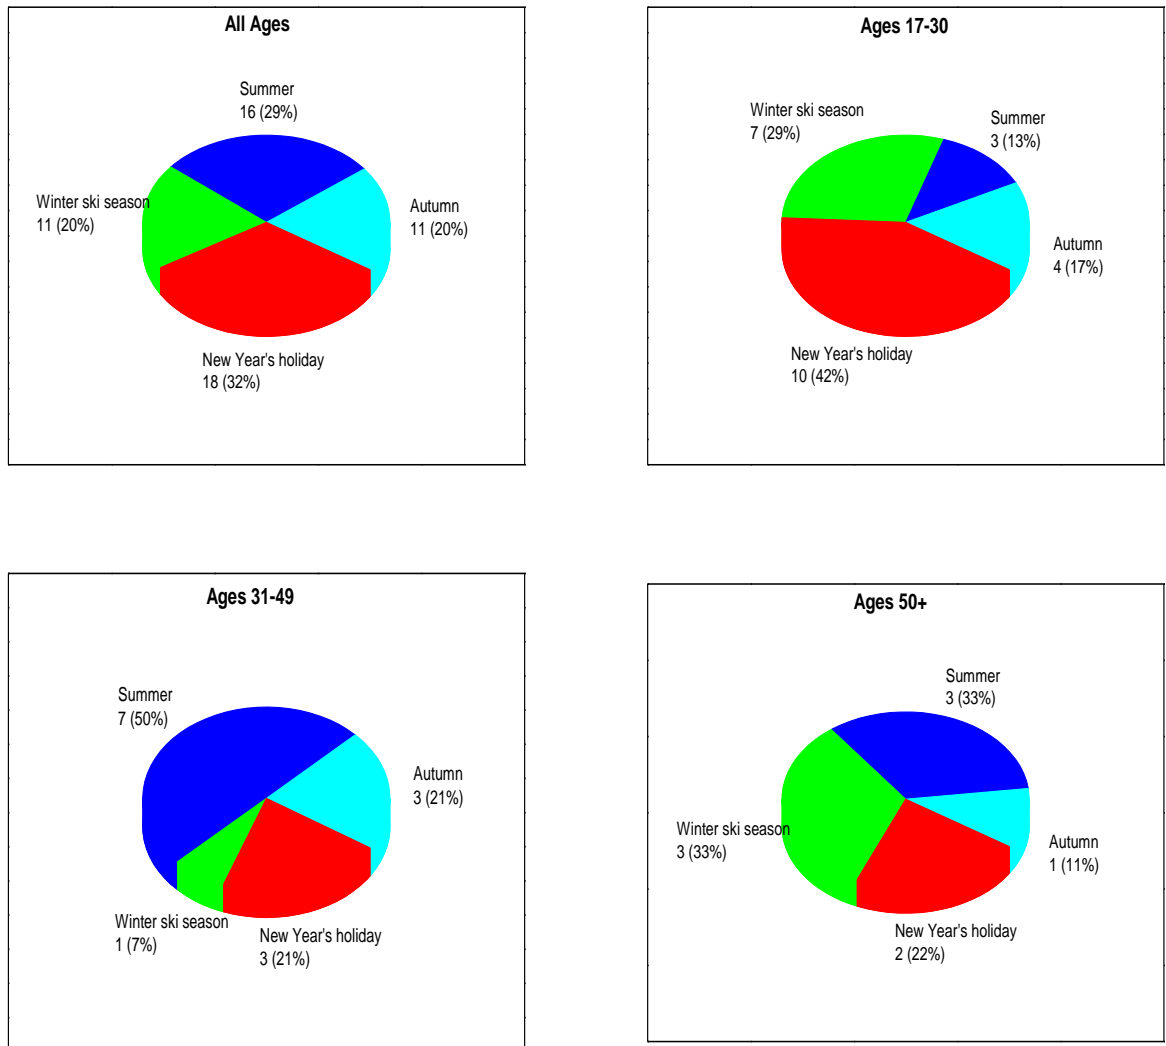 All Ages
Summer
16 (29%)
Winter ski season
11 (20%)
Autumn
11 (20%)
New Year's holiday
18 (32%)
Ages 17-30
Winter ski season
7 (29%)
Summer
3 (13%)
Autumn
4 (17%)
New Year's holiday
10 (42%)
Ages 31-49
Summer
7 (50%)
Autumn
3 (21%)
Winter ski season
1 (7%)
New Year's holiday
3 (21%)
Ages 50+
Summer
3 (33%)
Winter ski season
3 (33%)
Autumn
1 (11%)
New Year's holiday
2 (22%)